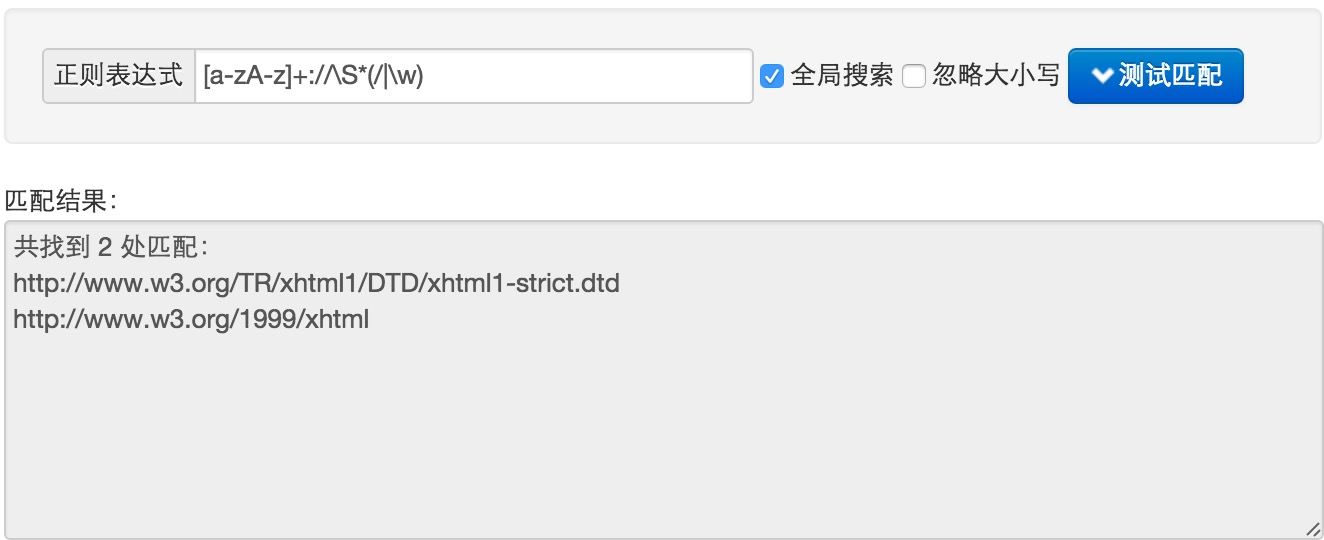 正则表达式 [a-zA-z]+://\S*(/|\w) 全局搜索 忽略大小写 测试匹配
匹配结果：
共找到 2 处匹配：
http://www.w3.org/TR/xhtml1/DTD/xhtml1-strict.dtd
http://www.w3.org/1999/xhtml